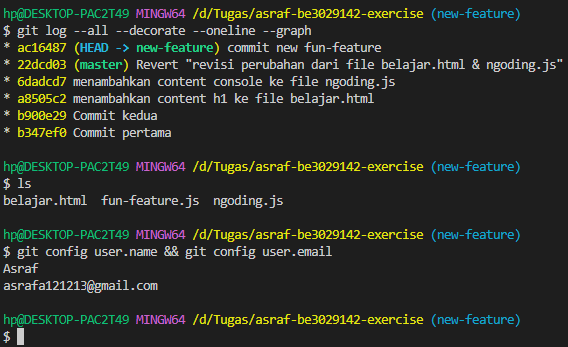 hp@DESKTOP-PAC2T49 MINGW64 /d/Tugas/asraf-be3029142-exercise (new-feature)
$ git log --all --decorate --oneline --graph
* ac16487 (HEAD -> new-feature) commit new fun-feature
* 22dcd03 (master) Revert "revisi perubahan dari file belajar.html & ngoding.js"
* 6dadcd7 menambahkan content console ke file ngoding.js
* a8505c2 menambahkan content h1 ke file belajar.html
* b900e29 Commit kedua
* b347ef0 Commit pertama
hp@DESKTOP-PAC2T49 MINGW64 /d/Tugas/asraf-be3029142-exercise (new-feature)
$ ls
belajar.html  fun-feature.js  ngoding.js
hp@DESKTOP-PAC2T49 MINGW64 /d/Tugas/asraf-be3029142-exercise (new-feature)
$ git config user.name && git config user.email
Asraf
asrafa121213@gmail.com
hp@DESKTOP-PAC2T49 MINGW64 /d/Tugas/asraf-be3029142-exercise (new-feature)
$